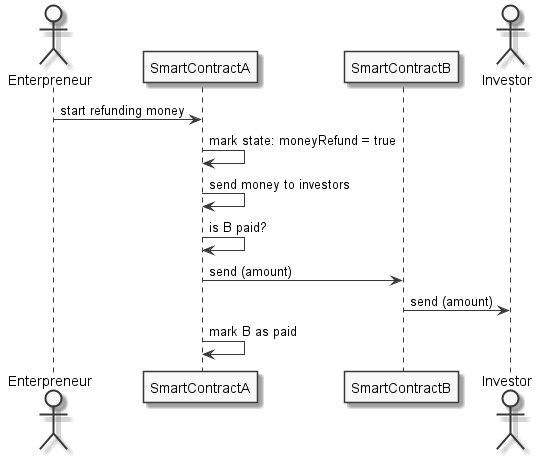 Enterpreneur
SmartContractA
SmartContractB
Investor
start refunding money
mark state: moneyRefund = true
send money to investors
is B paid?
send (amount)
send (amount)
mark B as paid
Enterpreneur
SmartContractA
SmartContractB
Investor